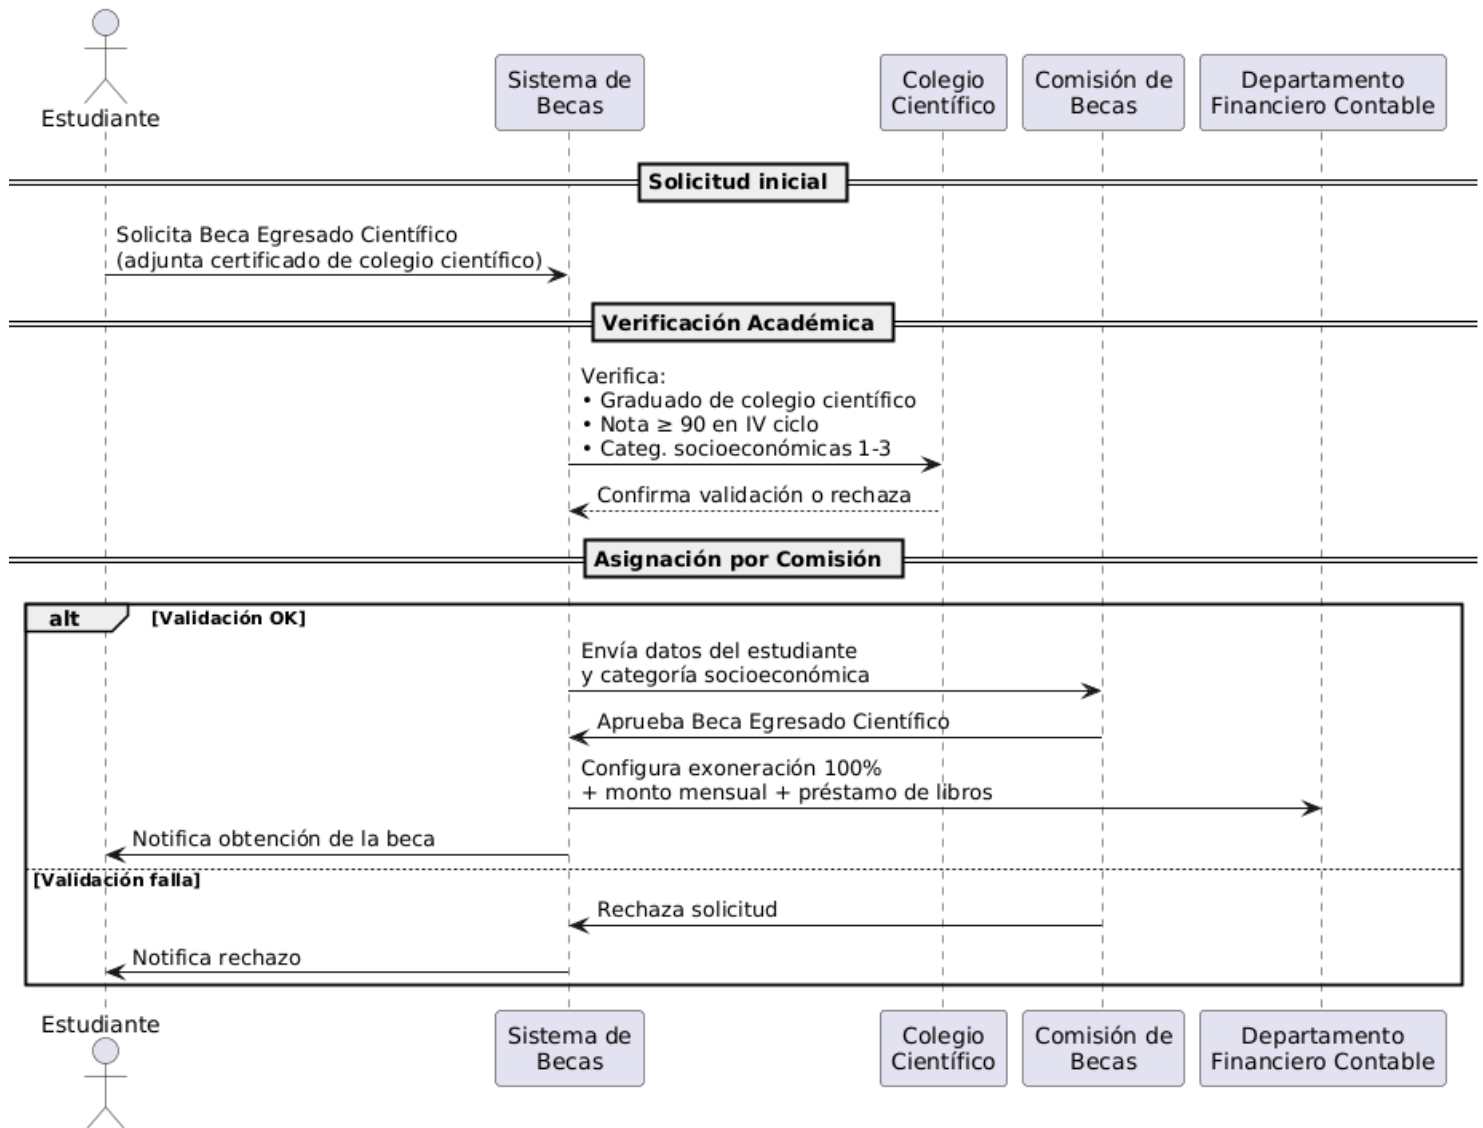 Estudiante
Sistema de
Becas
Colegio
Científico
Comisión de
Becas
Departamento
Financiero Contable
Solicitud inicial
Solicita Beca Egresado Científico
(adjunta certificado de colegio científico)
Verificación Académica
Verifica:
• Graduado de colegio científico
• Nota ≥ 90 en IV ciclo
• Categ. socioeconómicas 1-3
Confirma validación o rechaza
Asignación por Comisión
alt [Validación OK]
Envía datos del estudiante
y categoría socioeconómica
Aprueba Beca Egresado Científico
Configura exoneración 100%
+ monto mensual + préstamo de libros
Notifica obtención de la beca
[Validación falla]
Rechaza solicitud
Notifica rechazo
Estudiante
Sistema de
Becas
Colegio
Científico
Comisión de
Becas
Departamento
Financiero Contable